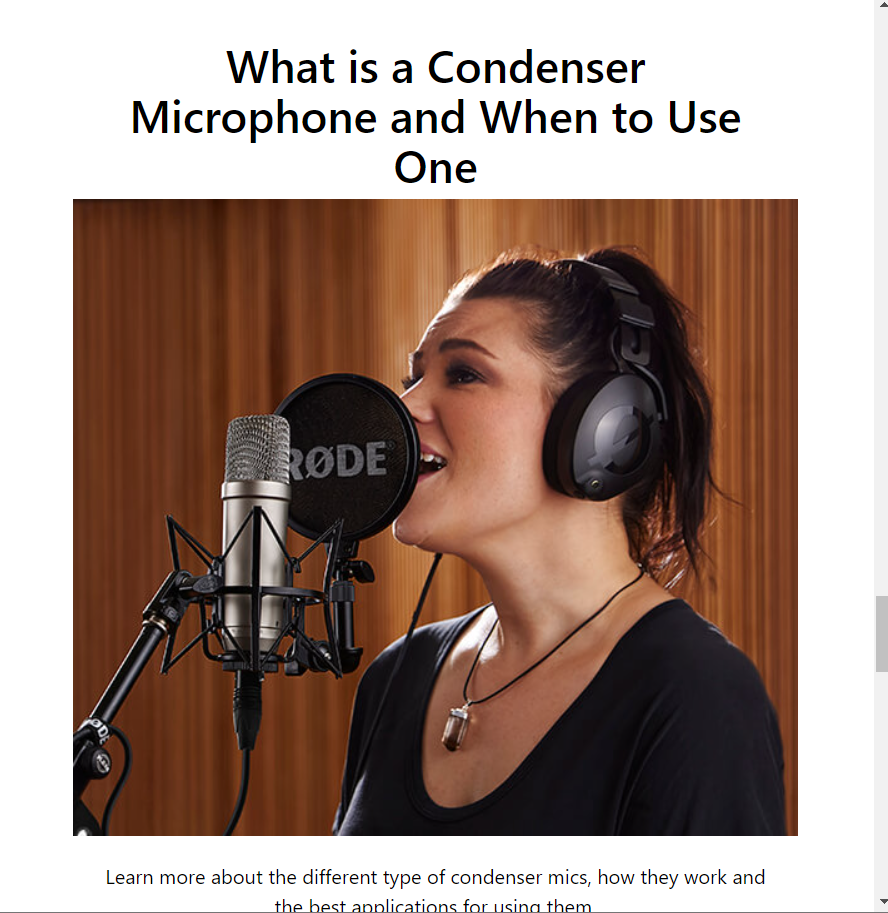 What is a Condenser
Microphone and When to Use
One
RØDE
RØDE
Learn more about the different type of condenser mics, how they work and
the best applications for using them